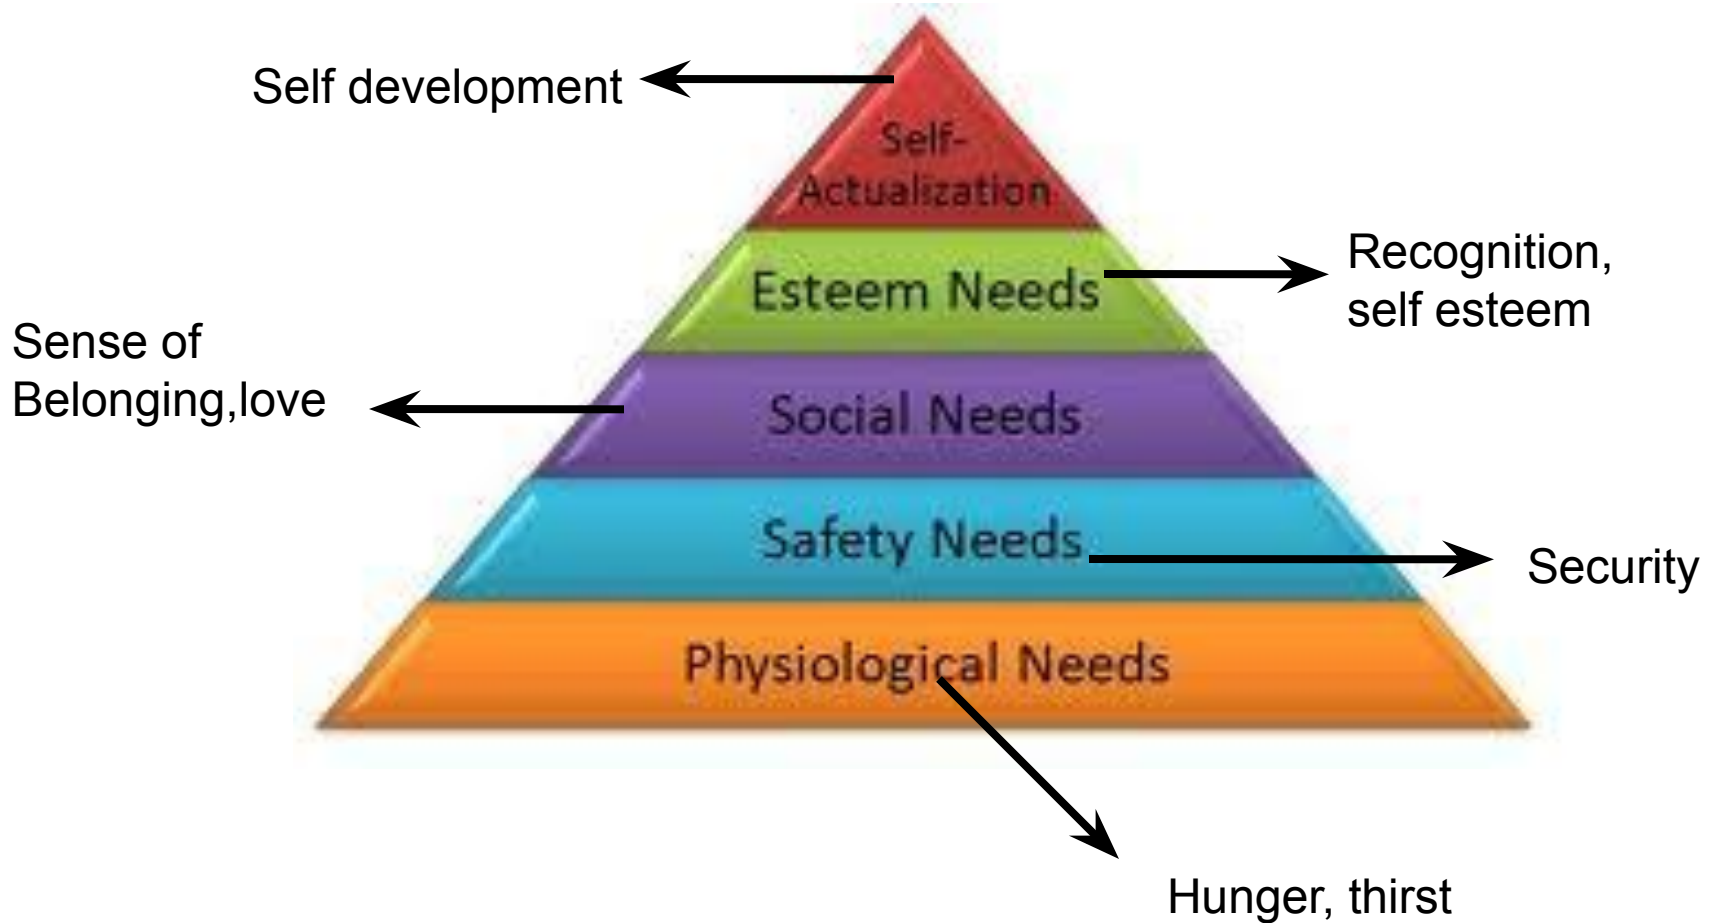 Self development
Self-
Actualization
Recognition,
self esteem
Esteem Needs
Sense of
Belonging,love
Social Needs
Safety Needs
Security
Physiological Needs
Hunger, thirst